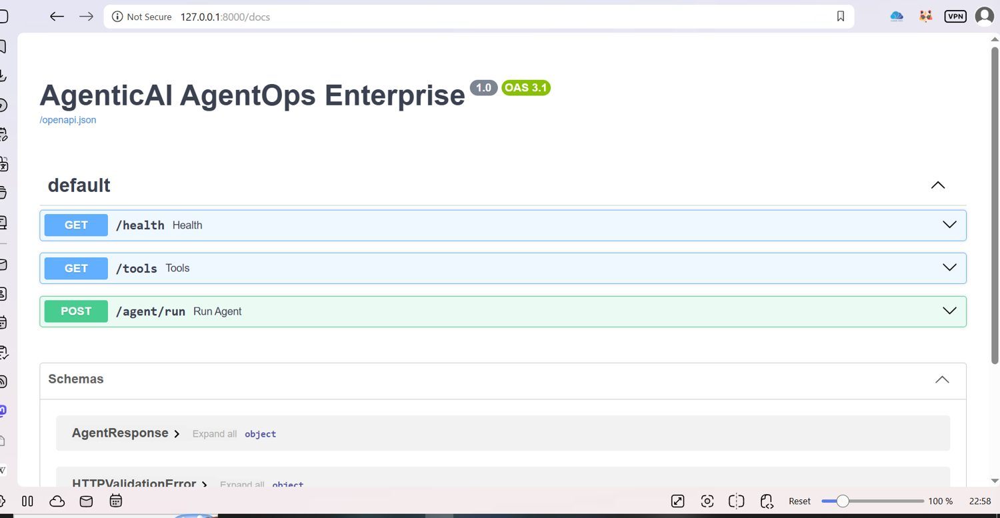 Not Secure 127.0.0.1:8000/docs VPN
AgenticAI AgentOps Enterprise 1.0 OAS 3.1
/openapi.json
default
GET /health Health
GET /tools Tools
POST /agent/run Run Agent
Schemas
AgentResponse Expand all object
HTTPValidationError Expand all object
Reset 100 % 22:58